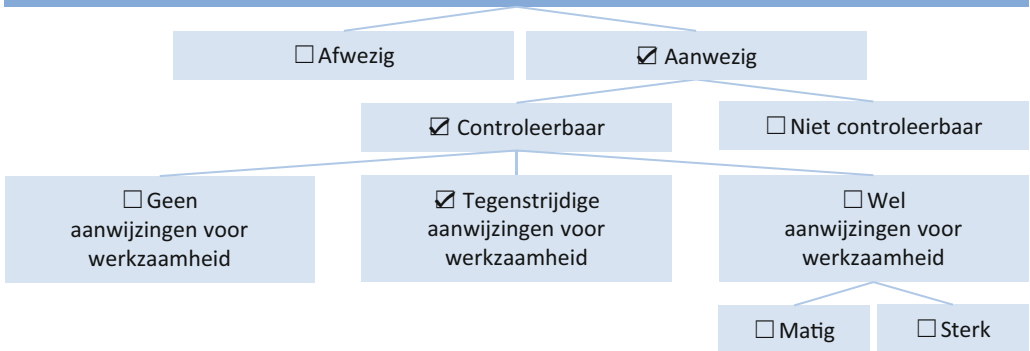 ☐ Afwezig
☑ Aanwezig
☑ Controleerbaar
☐ Niet controleerbaar
☐ Geen
aanwijzingen voor
werkzaamheid
☑ Tegenstrijdige
aanwijzingen voor
werkzaamheid
☐ Wel
aanwijzingen voor
werkzaamheid
☐ Matig
☐ Sterk